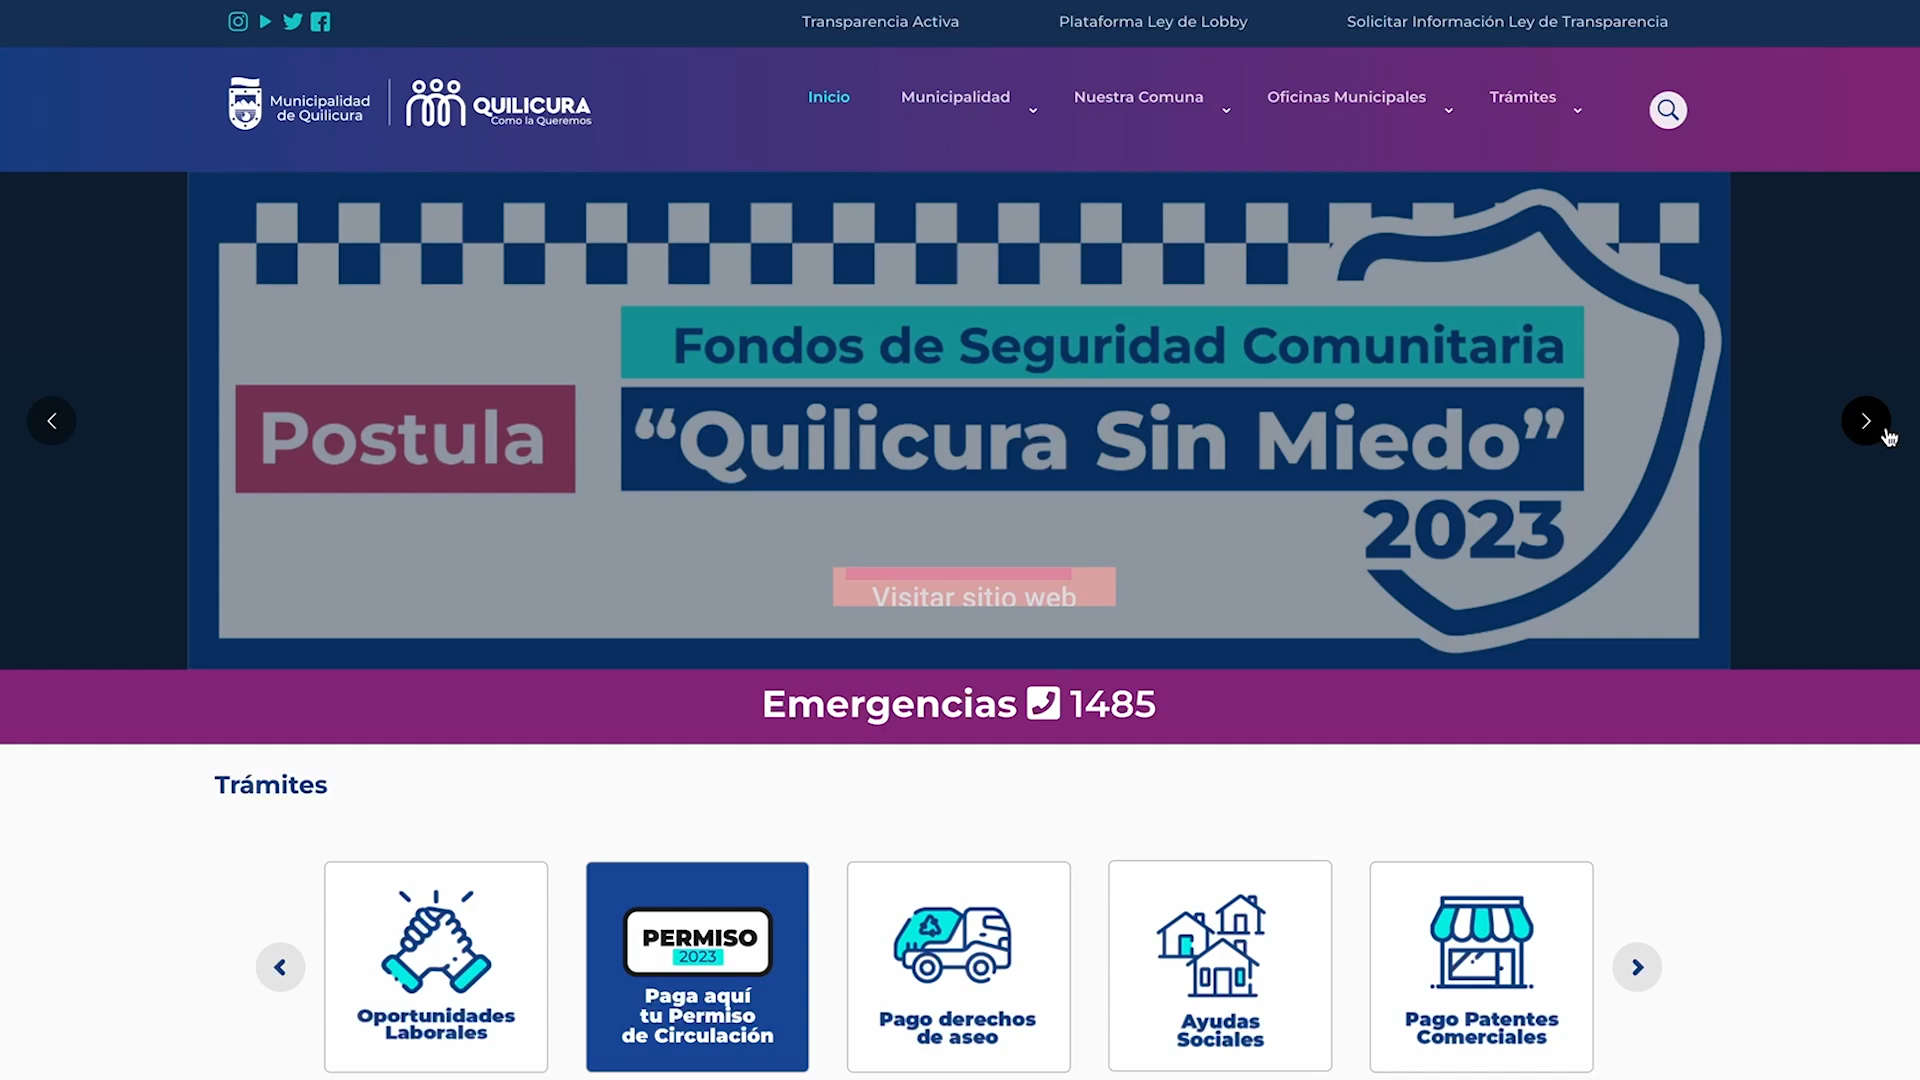 Transparencia Activa
Plataforma Ley de Lobby
Solicitar Información Ley de Transparencia
Municipalidad
de Quilicura
QUILICURA
Como la Queremos
Inicio
Municipalidad
Nuestra Comuna
Oficinas Municipales
Trámites
Fondos de Seguridad Comunitaria
Postula
“Quilicura Sin Miedo”
2023
Visitar sitio web
Emergencias 1485
Trámites
Oportunidades
Laborales
PERMISO
2023
Paga aquí
tu Permiso
de Circulación
Pago derechos
de aseo
Ayudas
Sociales
Pago Patentes
Comerciales